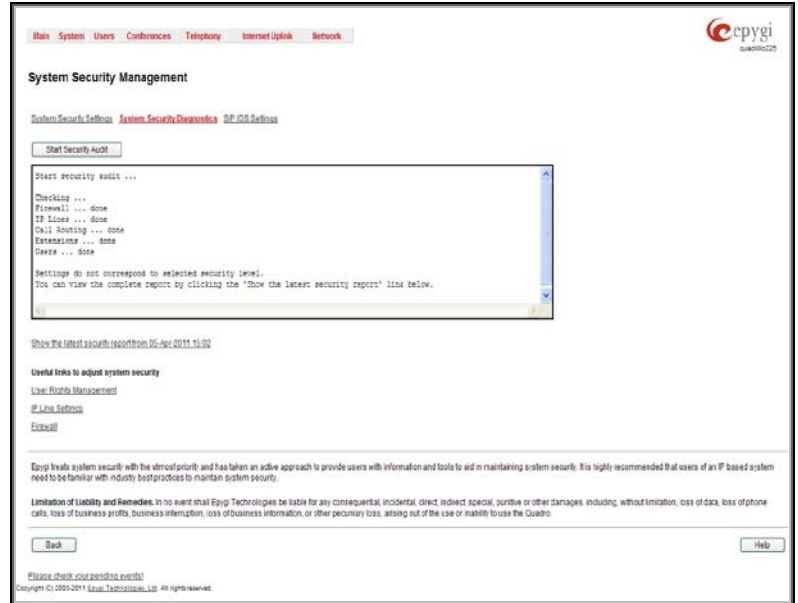 Main System Users Conferences Telephony Internet Uplink Network
epygi
quadillo225
System Security Management
System Security Settings System Security Diagnostics SIP IDS Settings
Start Security Audit
Start security audit ...
Checking ...
Firewall ... done
IP Lines ... done
Call Routing ... done
Extensions ... done
Users ... done
Settings do not correspond to selected security level.
You can view the complete report by clicking the 'Show the latest security report' link below.
Show the latest security report from 05-Apr-2011 15:02
Useful links to adjust system security
User Rights Management
IP Line Settings
Firewall
Epygi treats system security with the utmost priority and has taken an active approach to provide users with information and tools to aid in maintaining system security. It is highly recommended that users of an IP based system
need to be familiar with industry best practices to maintain system security.
Limitation of Liability and Remedies. In no event shall Epygi Technologies be liable for any consequential, incidental, direct, indirect, special, punitive or other damages, including, without limitation, loss of data, loss of phone
calls, loss of business profits, business interruption, loss of business information, or other pecuniary loss, arising out of the use or inability to use the Quadro.
Back Help
Please check your pending events!
Copyright (C) 2003-2011 Epygi Technologies, Ltd. All rights reserved.